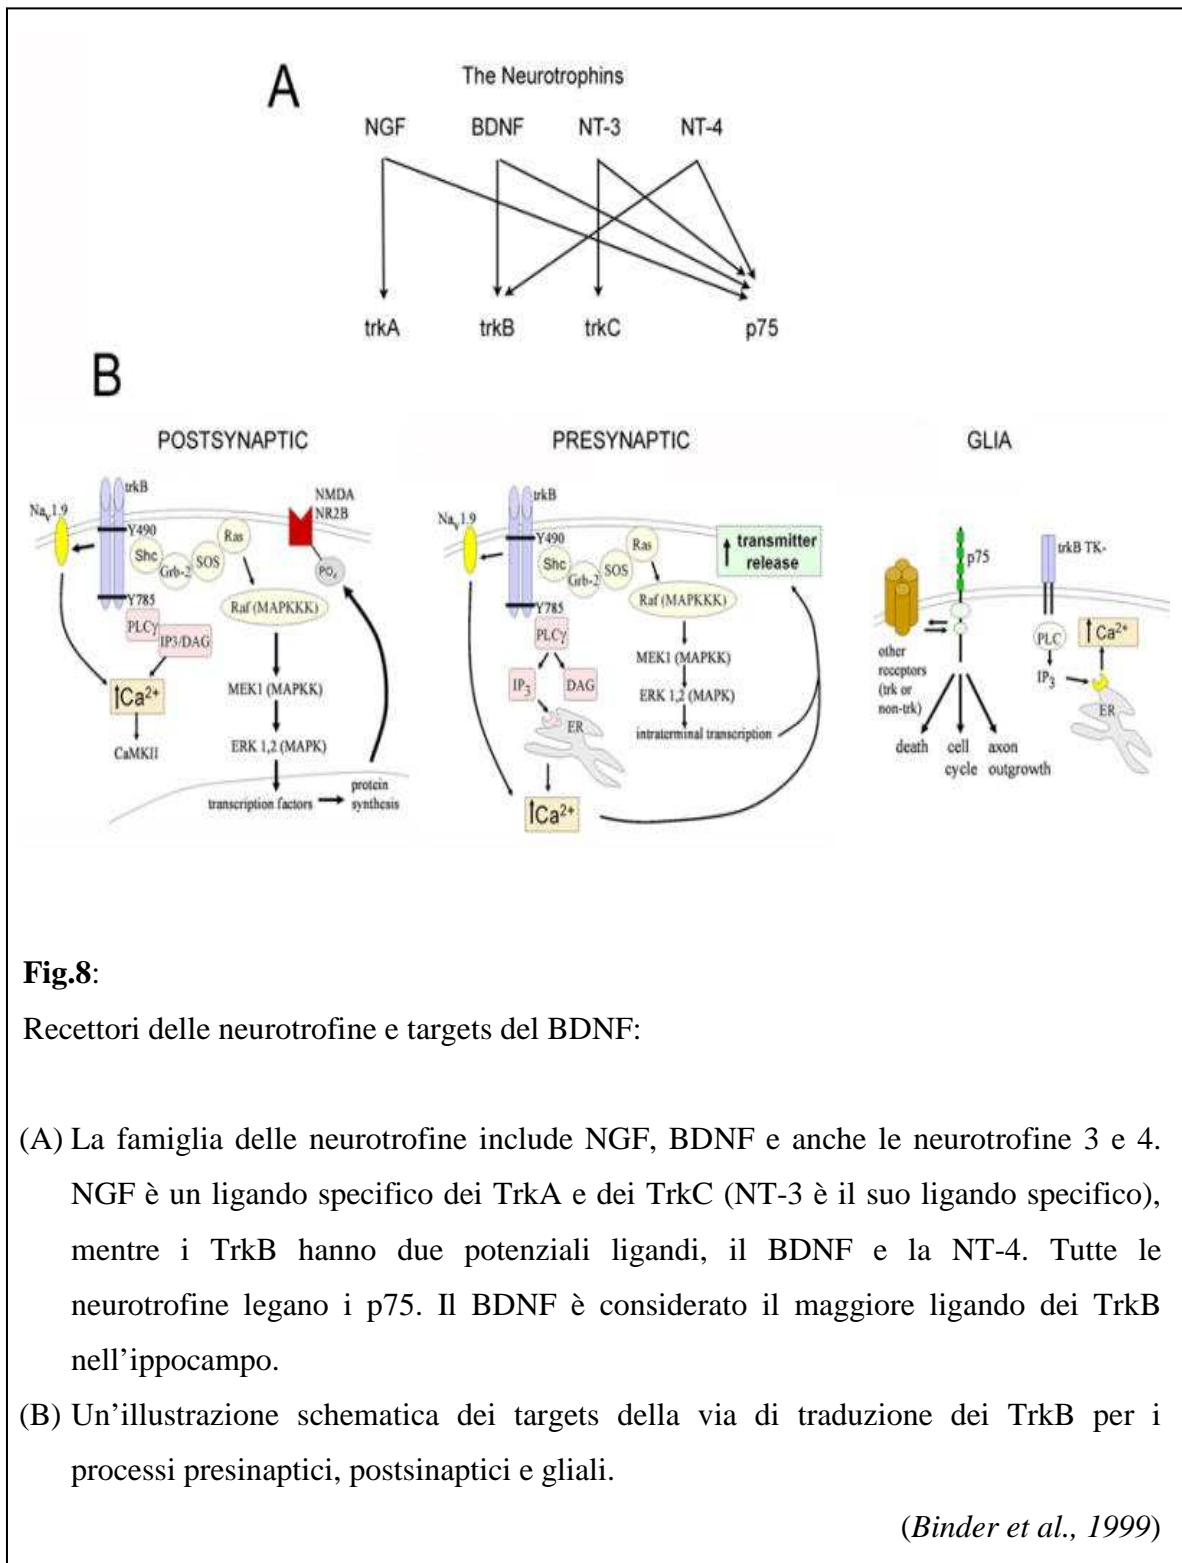 A
The Neurotrophins
NGF BDNF NT-3 NT-4
trkA trkB trkC p75
B
POSTSYNAPTIC
Nav1.9
trkB
Y490
Shc
Grb-2
SOS
Ras
NMDA
NR2B
PO4
Y785
PLCγ
IP3/DAG
Raf (MAPKKK)
↑Ca2+
CaMKII
MEK1 (MAPKK)
ERK 1,2 (MAPK)
transcription factors
protein
synthesis
PRESYNAPTIC
Nav1.9
trkB
Y490
Shc
Grb-2
SOS
Ras
↑ transmitter
release
Y785
PLCγ
Raf (MAPKKK)
IP3
DAG
MEK1 (MAPKK)
ER
ERK 1,2 (MAPK)
intraterminal transcription
↑Ca2+
GLIA
p75
trkB TK-
other
receptors
(trk or
non-trk)
PLC
↑Ca2+
IP3
ER
death cell axon
cycle outgrowth
Fig.8:
Recettori delle neurotrofine e targets del BDNF:
(A) La famiglia delle neurotrofine include NGF, BDNF e anche le neurotrofine 3 e 4.
NGF è un ligando specifico dei TrkA e dei TrkC (NT-3 è il suo ligando specifico),
mentre i TrkB hanno due potenziali ligandi, il BDNF e la NT-4. Tutte le
neurotrofine legano i p75. Il BDNF è considerato il maggiore ligando dei TrkB
nell’ippocampo.
(B) Un’illustrazione schematica dei targets della via di traduzione dei TrkB per i
processi presinaptici, postsinaptici e gliali.
(Binder et al., 1999)